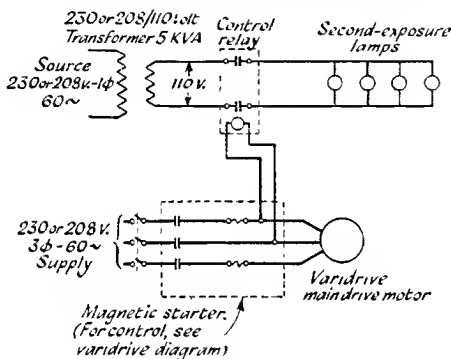 230 or 208/110 volt
Transformer 5 KVA
Control
relay
Second-exposure
lamps
Source
230 or 208 v.-1ϕ
60~
110 v.
230 or 208 v.
3ϕ-60~
Supply
Varidrive
main drive motor
Magnetic starter.
(For control, see
varidrive diagram)